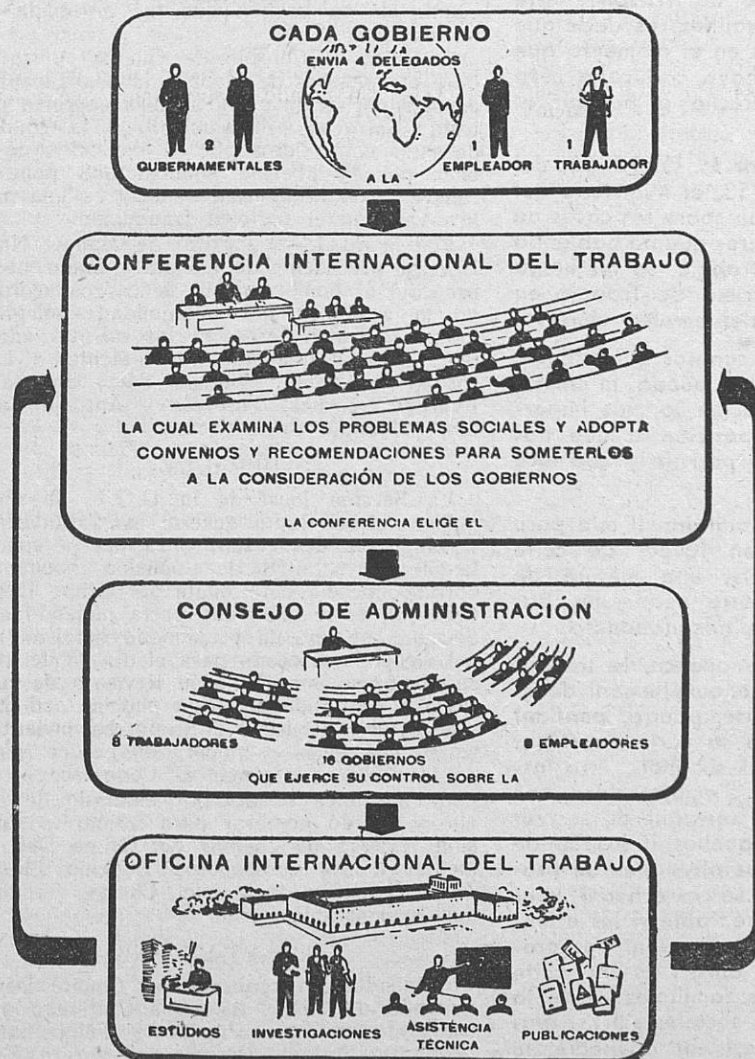 CADA GOBIERNO
ENVIA 4 DELEGADOS
2
GUBERNAMENTALES
1
EMPLEADOR
1
TRABAJADOR
A LA
CONFERENCIA INTERNACIONAL DEL TRABAJO
LA CUAL EXAMINA LOS PROBLEMAS SOCIALES Y ADOPTA
CONVENIOS Y RECOMENDACIONES PARA SOMETERLOS
A LA CONSIDERACIÓN DE LOS GOBIERNOS
LA CONFERENCIA ELIGE EL
CONSEJO DE ADMINISTRACIÓN
8 TRABAJADORES
16 GOBIERNOS
8 EMPLEADORES
QUE EJERCE SU CONTROL SOBRE LA
OFICINA INTERNACIONAL DEL TRABAJO
ESTUDIOS
INVESTIGACIONES
ASISTENCIA
TÉCNICA
PUBLICACIONES